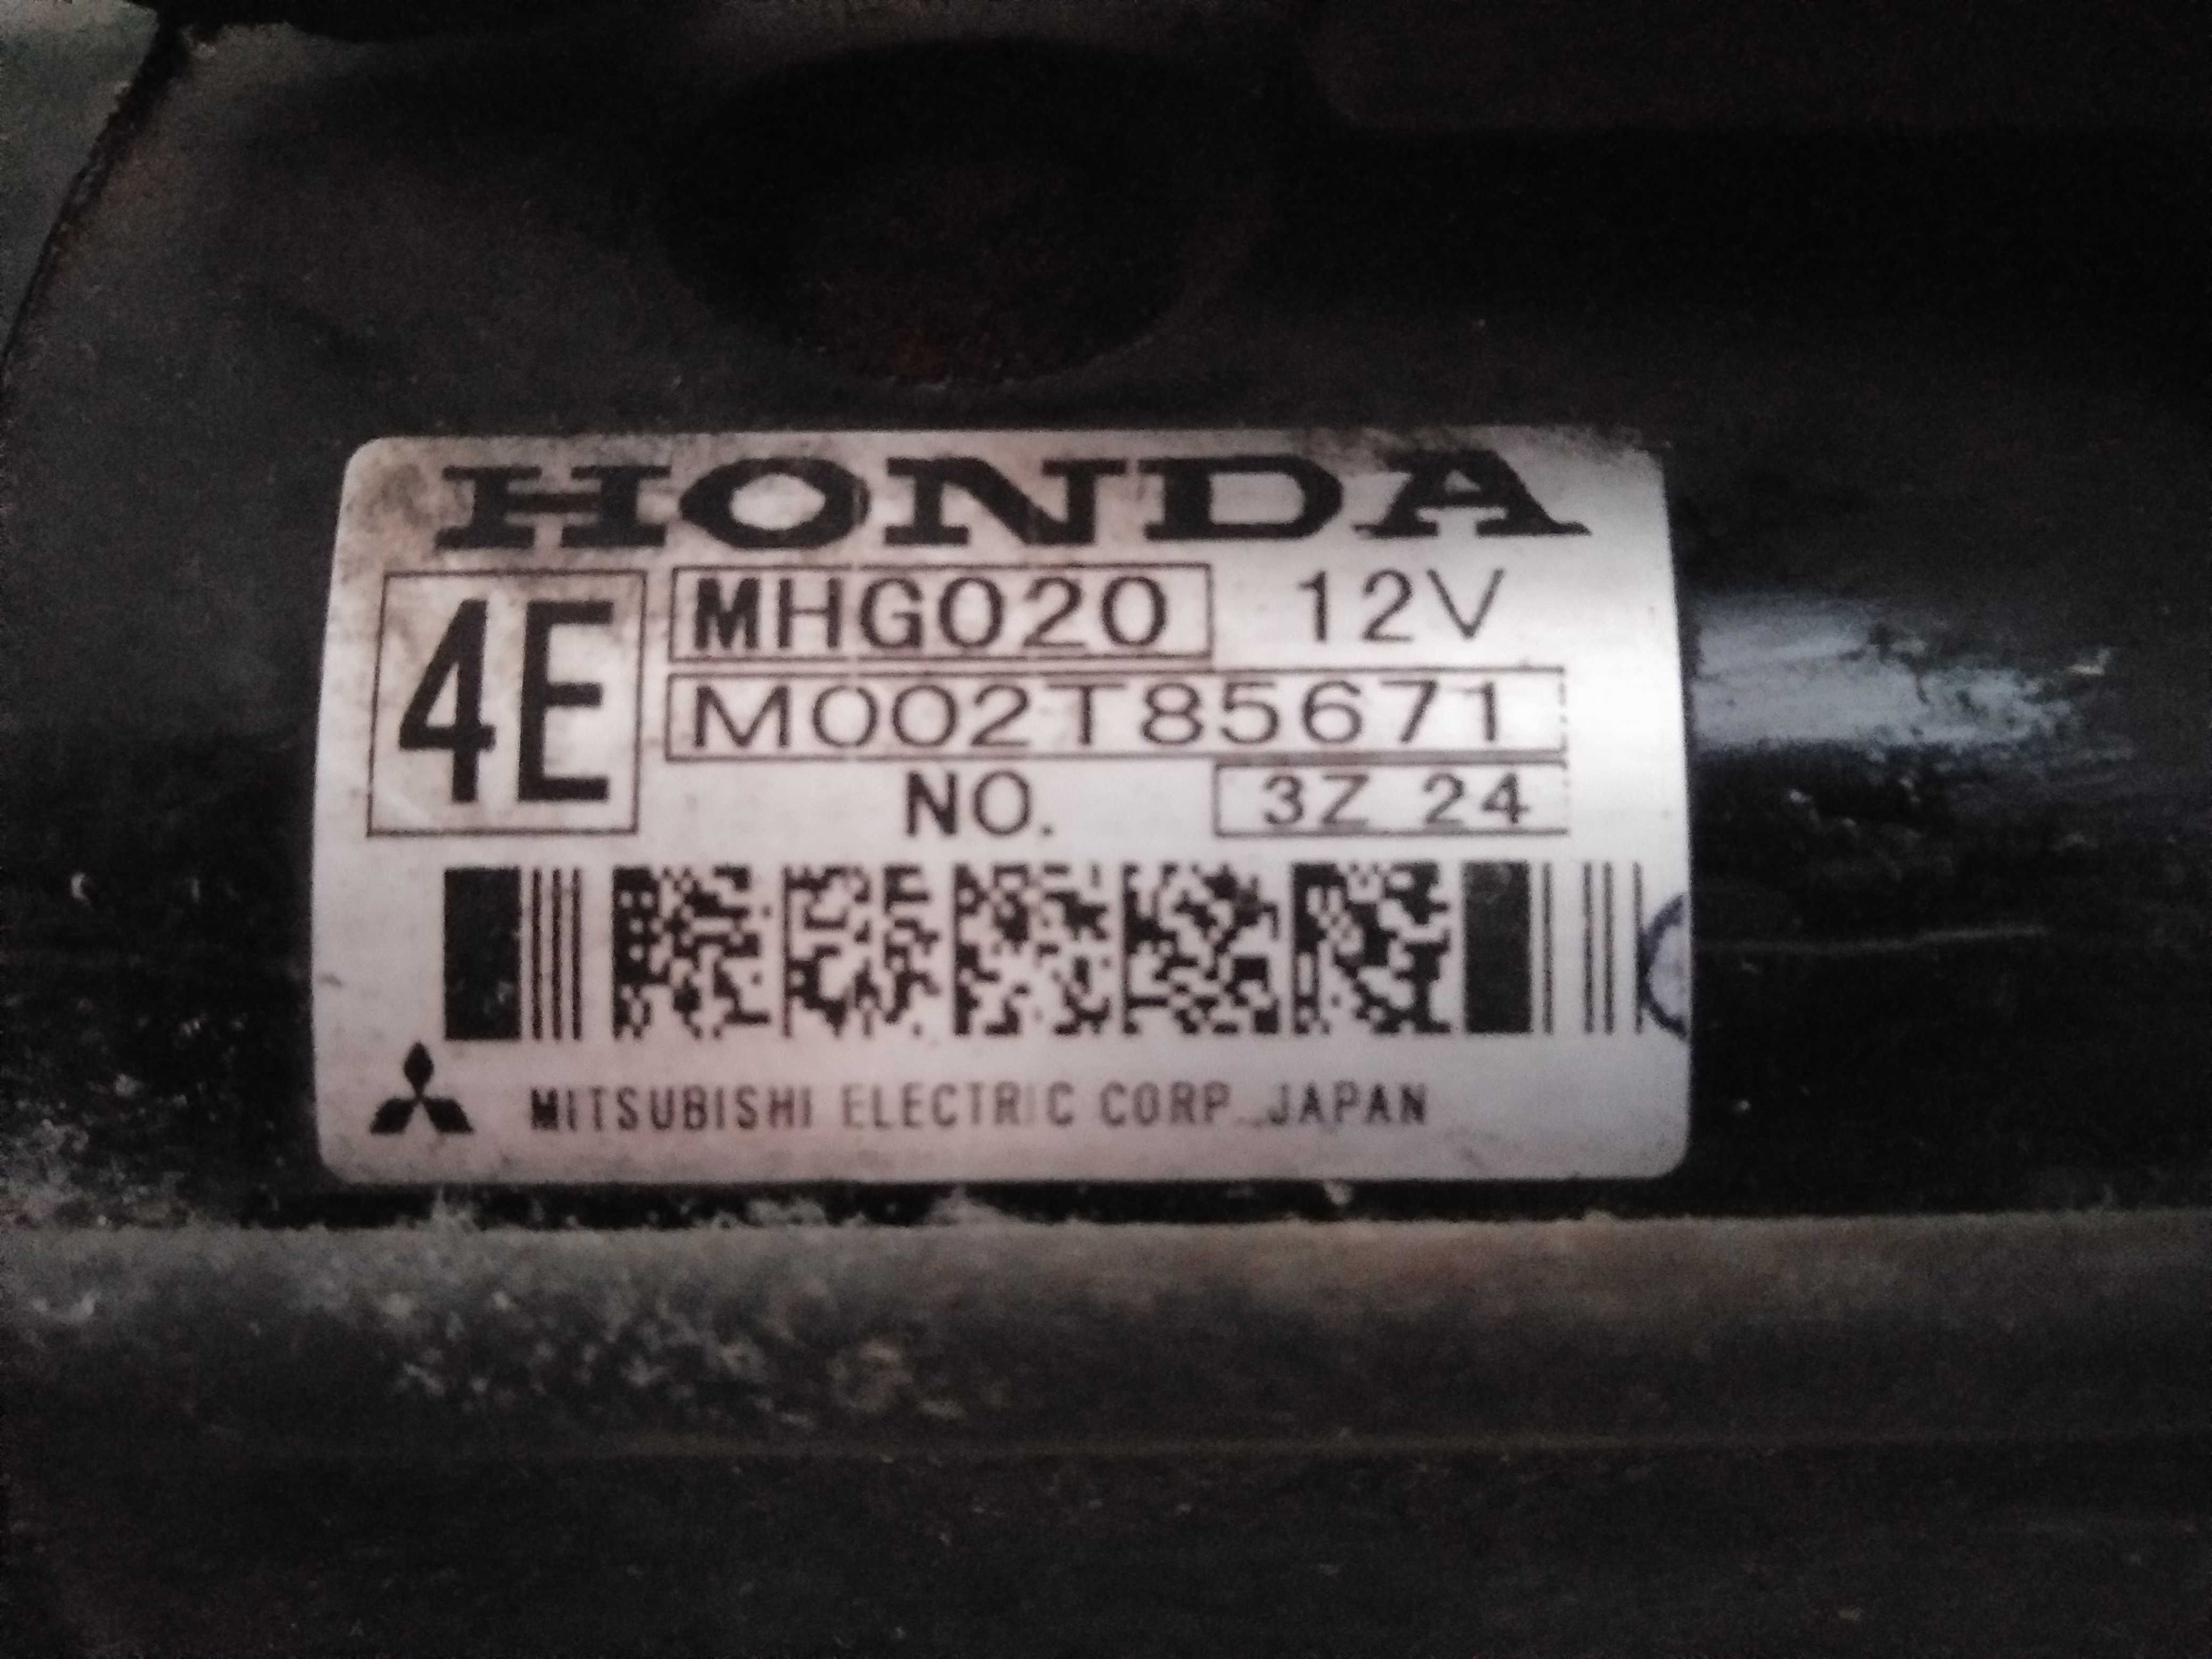 HONDA
4E
MHG020 12V
M002T85671
NO. 3Z 24
MITSUBISHI ELECTRIC CORP. JAPAN